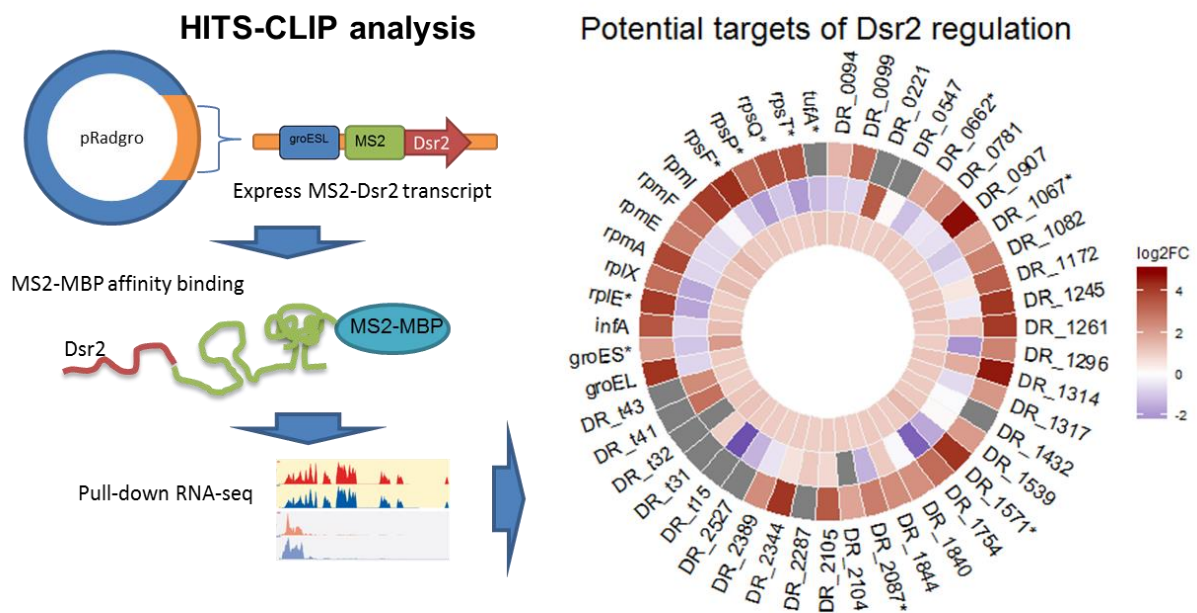 HITS-CLIP analysis
pRadgro
groESL
MS2
Dsr2
Express MS2-Dsr2 transcript
MS2-MBP affinity binding
MS2-MBP
Dsr2
Pull-down RNA-seq
Potential targets of Dsr2 regulation
DR_0094
DR_0099
DR_0221
DR_0547
DR_0662*
DR_0781
DR_0907
DR_1067*
DR_1082
DR_1172
DR_1245
DR_1261
DR_1296
DR_1314
DR_1317
DR_1432
DR_1539
DR_1571*
DR_1754
DR_1840
DR_1844
DR_2087*
DR_2104
DR_2105
DR_2287
DR_2344
DR_2389
DR_2527
DR_t15
DR_t31
DR_t32
DR_t41
DR_t43
groEL
groES*
infA
rplE*
rplX
rpmA
rpmE
rpmF
rpmI
rpsF*
rpsP*
rpsQ*
rpsT*
tufA*
log2FC
4
2
0
-2